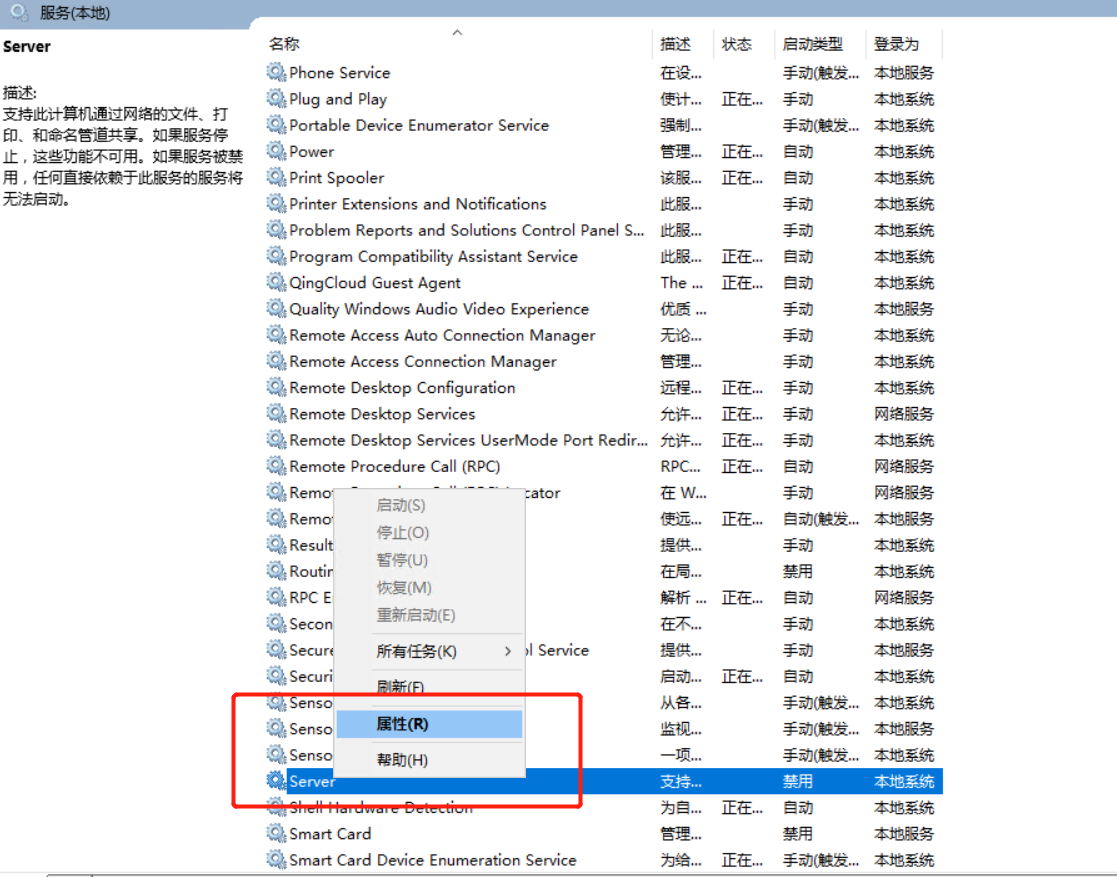 服务(本地)
Server
描述:
支持此计算机通过网络的文件、打
印、和命名管道共享。如果服务停
止，这些功能不可用。如果服务被禁
用，任何直接依赖于此服务的服务将
无法启动。
名称 描述 状态 启动类型 登录为
Phone Service 在设... 手动(触发... 本地服务
Plug and Play 使计... 正在... 手动 本地系统
Portable Device Enumerator Service 强制... 手动(触发... 本地系统
Power 管理... 正在... 自动 本地系统
Print Spooler 该服... 正在... 自动 本地系统
Printer Extensions and Notifications 此服... 手动 本地系统
Problem Reports and Solutions Control Panel S... 此服... 手动 本地系统
Program Compatibility Assistant Service 此服... 正在... 自动 本地系统
QingCloud Guest Agent The ... 正在... 自动 本地系统
Quality Windows Audio Video Experience 优质 ... 手动 本地服务
Remote Access Auto Connection Manager 无论... 手动 本地系统
Remote Access Connection Manager 管理... 手动 本地系统
Remote Desktop Configuration 远程... 正在... 手动 本地系统
Remote Desktop Services 允许... 正在... 手动 网络服务
Remote Desktop Services UserMode Port Redir... 允许... 正在... 手动 本地系统
Remote Procedure Call (RPC) RPC... 正在... 自动 网络服务
Remo 在 W... 手动 网络服务
启动(S)
Remo 使远... 正在... 自动(触发... 本地服务
停止(O)
Result 提供... 手动 本地系统
暂停(U)
Routin 在局... 禁用 本地系统
恢复(M)
RPC E 解析 ... 正在... 自动 网络服务
重新启动(E)
Secon 在不... 手动 本地系统
Secure l Service 提供... 手动 本地服务
所有任务(K)
Securi 启动... 正在... 自动 本地系统
刷新(F)
Senso 从各... 手动(触发... 本地系统
Senso 监视... 手动(触发... 本地服务
属性(R)
Senso 一项... 手动(触发... 本地系统
帮助(H)
Server 支持... 禁用 本地系统
Shell Hardware Detection 为自... 正在... 自动 本地系统
Smart Card 管理... 禁用 本地服务
Smart Card Device Enumeration Service 为给... 正在... 手动(触发... 本地系统